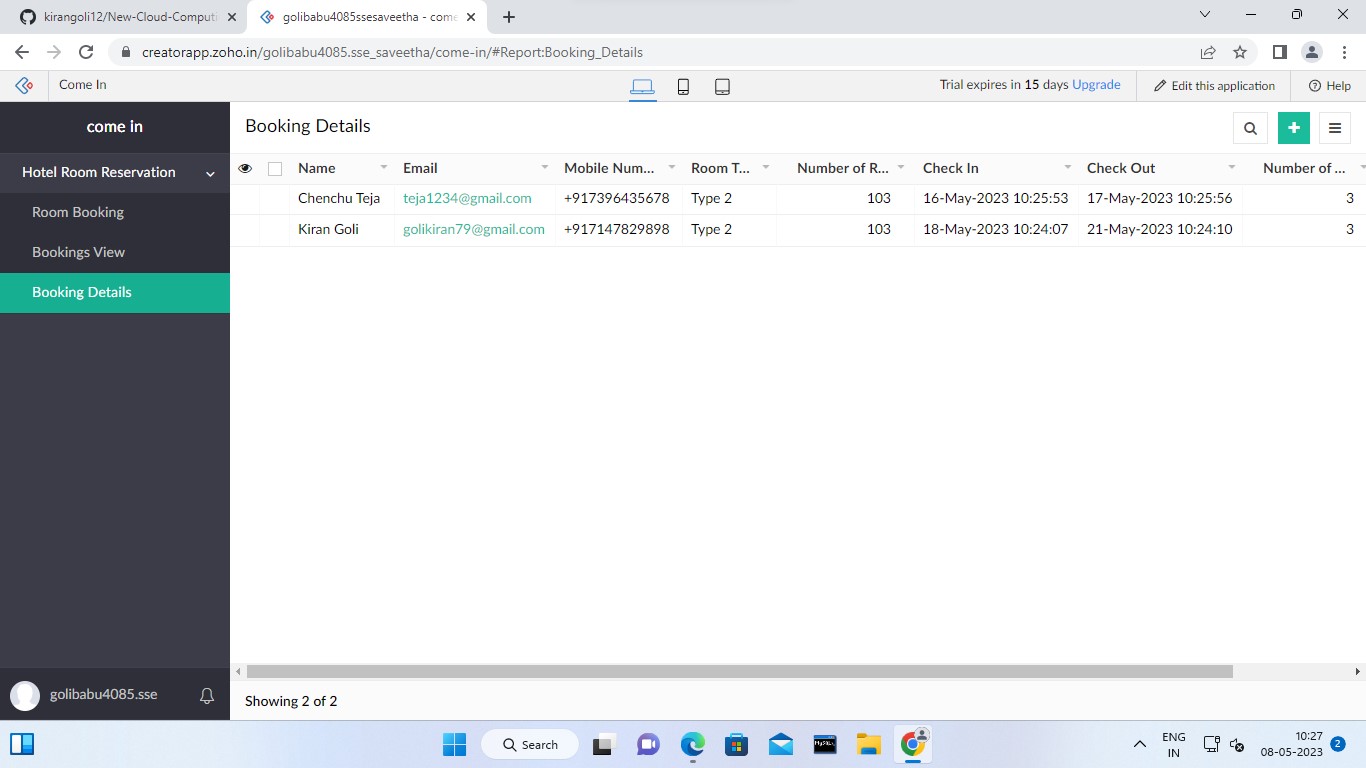 kirangoli12/New-Cloud-Computi
golibabu4085ssesaveetha - come
creatorapp.zoho.in/golibabu4085.sse_saveetha/come-in/#Report:Booking_Details
Come In
Trial expires in 15 days Upgrade
Edit this application
Help
come in
Hotel Room Reservation
Room Booking
Bookings View
Booking Details
golibabu4085.sse
Booking Details
Name Email Mobile Num... Room T... Number of R... Check In Check Out Number of ...
Chenchu Teja teja1234@gmail.com +917396435678 Type 2 103 16-May-2023 10:25:53 17-May-2023 10:25:56 3
Kiran Goli golikiran79@gmail.com +917147829898 Type 2 103 18-May-2023 10:24:07 21-May-2023 10:24:10 3
Showing 2 of 2
Search
MySQL
ENG
IN
10:27
08-05-2023
2